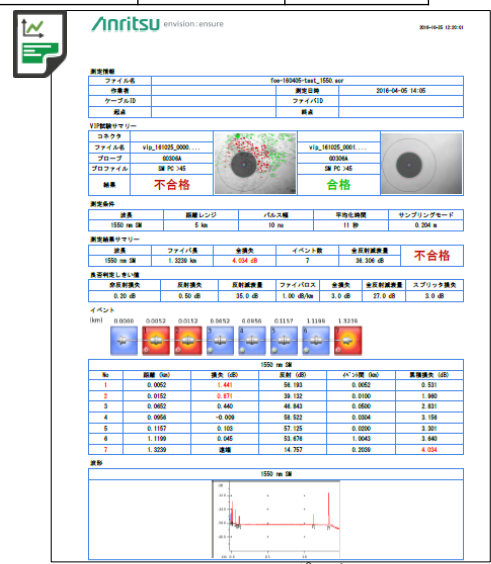 Anritsu envision : ensure
2016-10-25 12:20:01
測定情報
ファイル名 foe-160405-test_1550.sor
作業者 測定日時 2016-04-05 14:05
ケーブルID ファイバID
起点 終点
VIP試験サマリー
コネクタ
ファイル名 vip_161025_0000.... vip_161025_0001....
プローブ G0306A G0306A
プロファイル SM PC >45 SM PC >45
結果 不合格 合格
測定条件
波長 距離レンジ パルス幅 平均化時間 サンプリングモード
1550 nm SM 5 km 10 ns 11 秒 0.204 m
測定結果サマリー
波長 ファイバ長 全損失 イベント数 全反射減衰量 不合格
1550 nm SM 1.3239 km 4.034 dB 7 36.306 dB
良否判定しきい値
非反射損失 反射損失 反射減衰量 ファイバロス 全損失 全反射減衰量 スプリッタ損失
0.20 dB 0.50 dB 35.0 dB 1.00 dB/km 3.0 dB 27.0 dB 3.0 dB
イベント
(km) 0.0000 0.0052 0.0152 0.0652 0.0956 0.1157 1.1199 1.3239
1550 nm SM
No 距離 (km) 損失 (dB) 反射 (dB) ｲﾍﾞﾝﾄ間 (km) 累積損失 (dB)
1 0.0052 1.441 56.193 0.0052 0.531
2 0.0152 0.871 39.132 0.0100 1.960
3 0.0652 0.440 46.843 0.0500 2.831
4 0.0956 -0.009 58.522 0.0304 3.156
5 0.1157 0.103 57.125 0.0200 3.301
6 1.1199 0.045 53.676 1.0043 3.640
7 1.3239 遠端 14.757 0.2039 4.034
波形
1550 nm SM